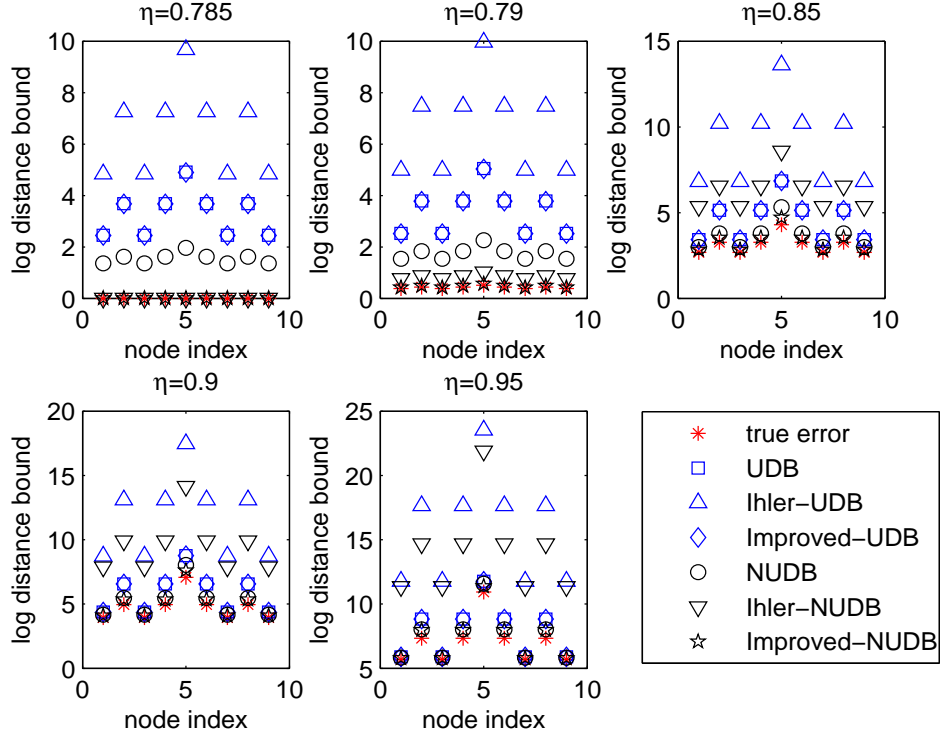 η=0.785
10
8
6
4
2
0
log distance bound
0
5
10
node index
η=0.79
10
8
6
4
2
0
log distance bound
0
5
10
node index
η=0.85
15
10
5
0
log distance bound
0
5
10
node index
η=0.9
20
15
10
5
0
log distance bound
0
5
10
node index
η=0.95
25
20
15
10
5
log distance bound
0
5
10
node index
true error
UDB
Ihler−UDB
Improved−UDB
NUDB
Ihler−NUDB
Improved−NUDB